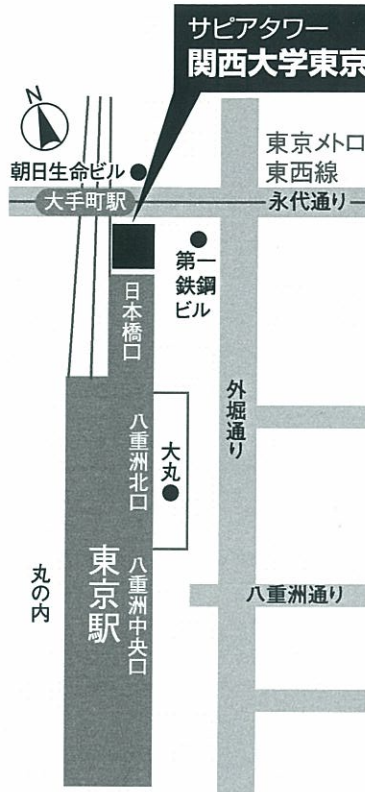 サピアタワー
関西大学東京
N
朝日生命ビル
東京メトロ
東西線
大手町駅
永代通り
第一
鉄鋼
ビル
日本橋口
外堀通り
八重洲北口
大丸
丸の内
東京駅
八重洲中央口
八重洲通り